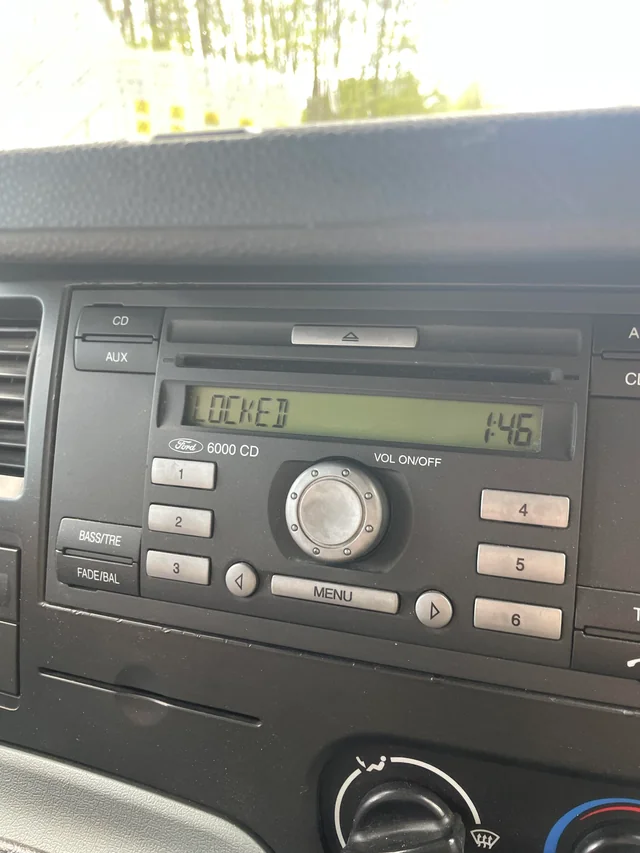 CD
AUX
LOCKED 1:46
Ford 6000 CD
VOL ON/OFF
1
2
3
4
5
6
BASS/TRE
FADE/BAL
MENU